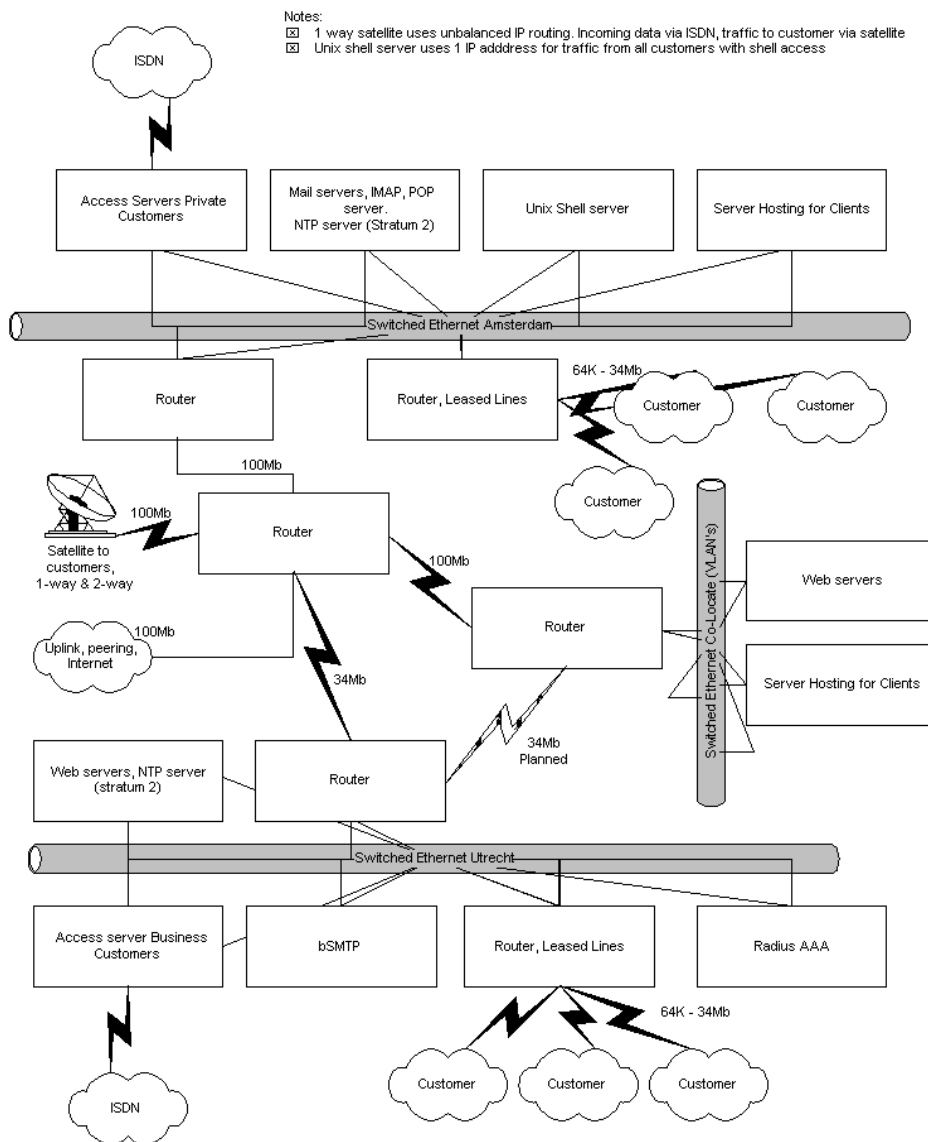 Notes:
1 way satellite uses unbalanced IP routing. Incoming data via ISDN, traffic to customer via satellite
Unix shell server uses 1 IP adddress for traffic from all customers with shell access
ISDN
Access Servers Private
Customers
Mail servers, IMAP, POP
server.
NTP server (Stratum 2)
Unix Shell server
Server Hosting for Clients
Switched Ethernet Amsterdam
Router
Router, Leased Lines
64K - 34Mb
Customer
Customer
Customer
100Mb
Router
100Mb
Satellite to
customers,
1-way & 2-way
100Mb
Uplink, peering,
Internet
100Mb
34Mb
Router
Switched Ethernet Co-Locate (VLAN's)
Web servers
Server Hosting for Clients
34Mb
Planned
Web servers, NTP server
(stratum 2)
Router
Switched Ethernet Utrecht
Access server Business
Customers
bSMTP
Router, Leased Lines
Radius AAA
64K - 34Mb
Customer
Customer
Customer
ISDN